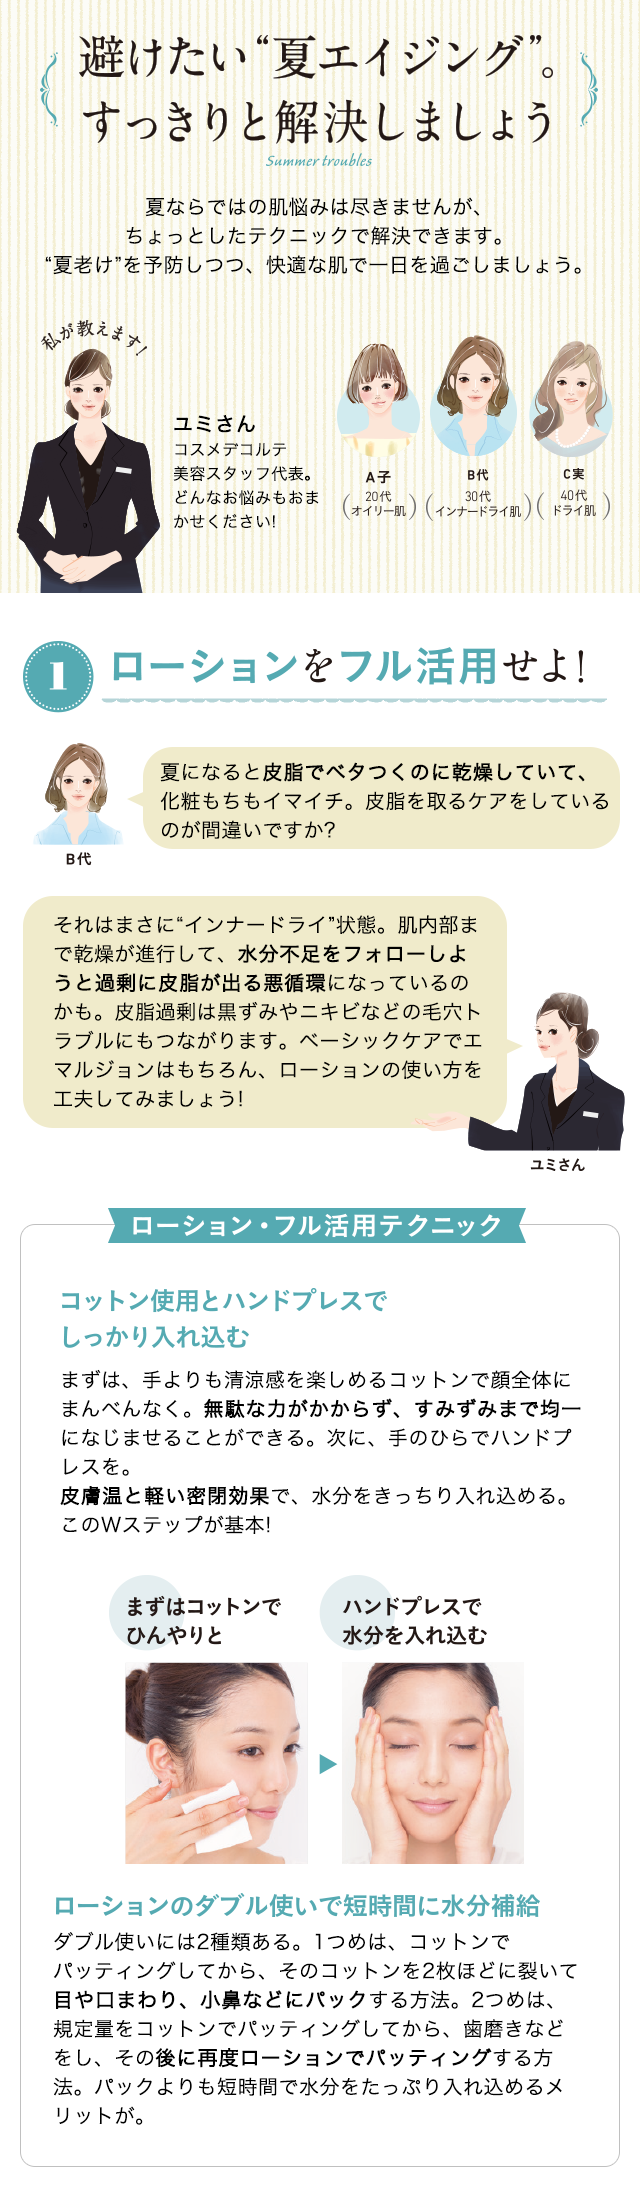 避けたい“夏エイジング”。
すっきりと解決しましょう
Summer troubles
夏ならではの肌悩みは尽きませんが、
ちょっとしたテクニックで解決できます。
“夏老け”を予防しつつ、快適な肌で一日を過ごしましょう。
私が教えます!
ユミさん
コスメデコルテ
美容スタッフ代表。
どんなお悩みもおま
かせください!
A子
(20代
オイリー肌)
B代
(30代
インナードライ肌)
C実
(40代
ドライ肌)
1 ローションをフル活用せよ!
B代
夏になると皮脂でベタつくのに乾燥していて、
化粧もちもイマイチ。皮脂を取るケアをしている
のが間違いですか?
それはまさに“インナードライ”状態。肌内部ま
で乾燥が進行して、水分不足をフォローしよ
うと過剰に皮脂が出る悪循環になっているの
かも。皮脂過剰は黒ずみやニキビなどの毛穴ト
ラブルにもつながります。ベーシックケアでエ
マルジョンはもちろん、ローションの使い方を
工夫してみましょう!
ユミさん
ローション・フル活用テクニック
コットン使用とハンドプレスで
しっかり入れ込む
まずは、手よりも清涼感を楽しめるコットンで顔全体に
まんべんなく。無駄な力がかからず、すみずみまで均一
になじませることができる。次に、手のひらでハンドプ
レスを。
皮膚温と軽い密閉効果で、水分をきっちり入れ込める。
このWステップが基本!
まずはコットンで
ひんやりと
ハンドプレスで
水分を入れ込む
ローションのダブル使いで短時間に水分補給
ダブル使いには2種類ある。1つめは、コットンで
パッティングしてから、そのコットンを2枚ほどに裂いて
目や口まわり、小鼻などにパックする方法。2つめは、
規定量をコットンでパッティングしてから、歯磨きなど
をし、その後に再度ローションでパッティングする方
法。パックよりも短時間で水分をたっぷり入れ込めるメ
リットが。